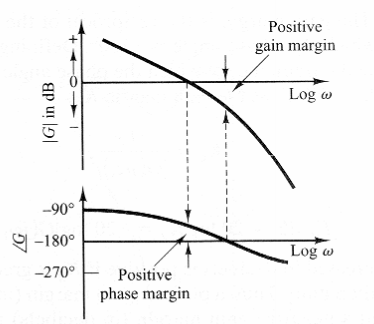 Positive
gain margin
+
0
−
|G| in dB
Log ω
−90°
−180°
−270°
/G
Log ω
Positive
phase margin